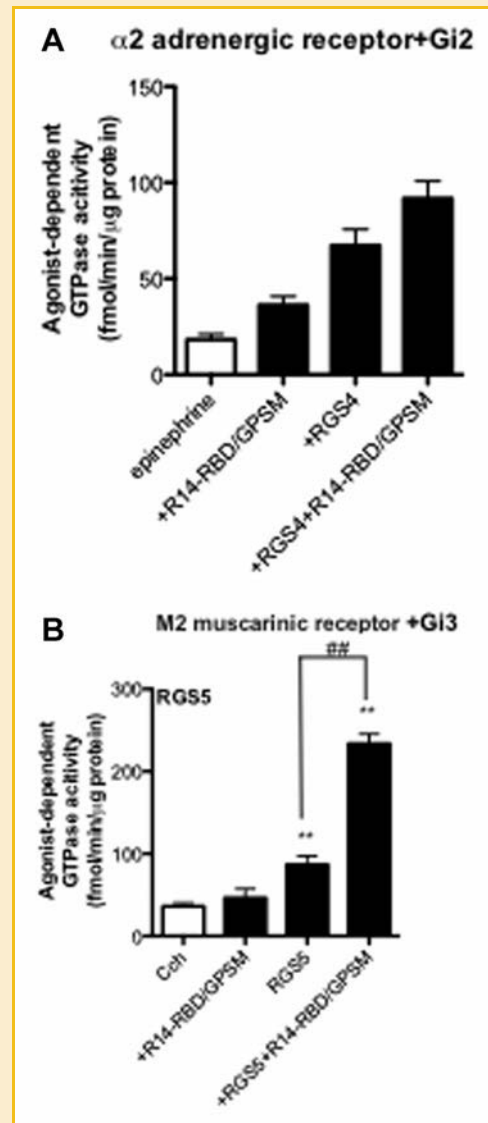 A
α2 adrenergic receptor+Gi2
Agonist-dependent
GTPase acitivity
(fmol/min/μg protein)
150
100
50
0
epinephrine
+R14-RBD/GPSM
+RGS4
+RGS4+R14-RBD/GPSM
B
M2 muscarinic receptor +Gi3
##
RGS5
Agonist-dependent
GTPase acitivity
(fmol/min/μg protein)
300
200
100
0
**
**
Cch
+R14-RBD/GPSM
RGS5
+RGS5+R14-RBD/GPSM